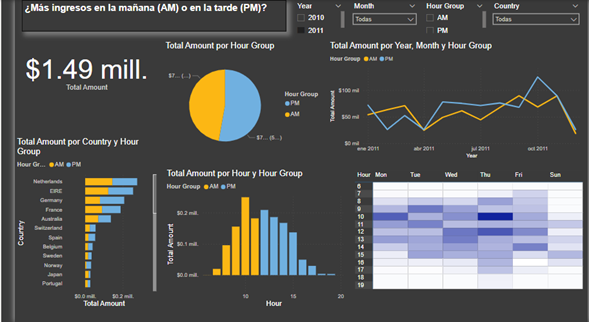 ¿Más ingresos en la mañana (AM) o en la tarde (PM)?
Year
2010
2011
Month
Todas
Hour Group
AM
PM
Country
Todas
$1.49 mill.
Total Amount
Total Amount per Hour Group
$7... (...)
$7... (6...)
Hour Group
PM
AM
Total Amount por Year, Month y Hour Group
Hour Group AM PM
Total Amount
$100 mil
$50 mil
$0 mil
ene 2011 abr 2011 jul 2011 oct 2011
Year
Total Amount por Country y Hour Group
Hour Gr... AM PM
Country
Netherlands
EIRE
Germany
France
Australia
Switzerland
Spain
Belgium
Sweden
Norway
Japan
Portugal
$0.0 mill. $0.2 mill.
Total Amount
Total Amount por Hour y Hour Group
Hour Group AM PM
Total Amount
$0.2 mill.
$0.1 mill.
$0.0 mill.
10 15 20
Hour
Hour Mon Tue Wed Thu Fri Sun
6
7
8
9
10
11
12
13
14
15
16
17
18
19